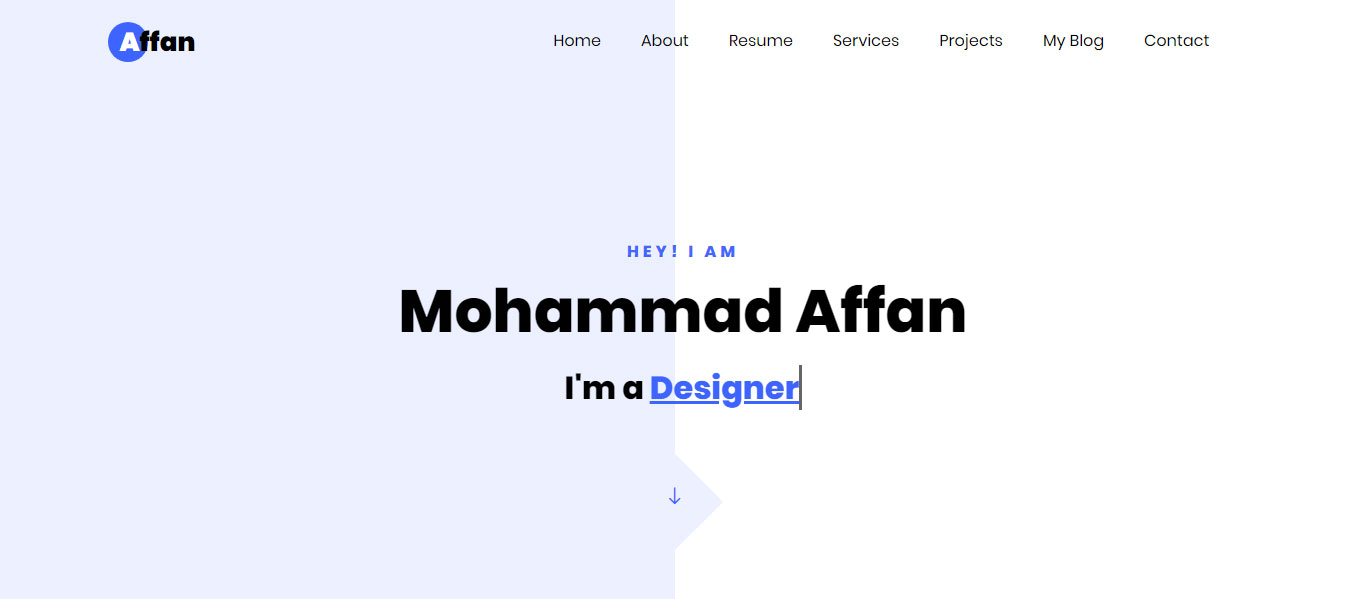 Affan
Home About Resume Services Projects My Blog Contact
HEY! I AM
Mohammad Affan
I'm a Designer